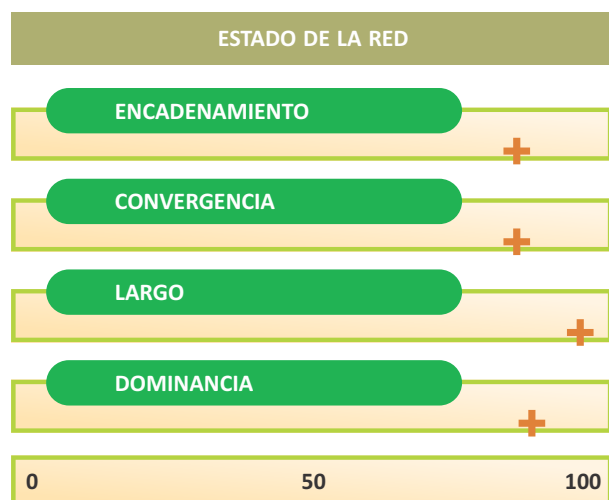 ESTADO DE LA RED
ENCADENAMIENTO
CONVERGENCIA
LARGO
DOMINANCIA
0 50 100